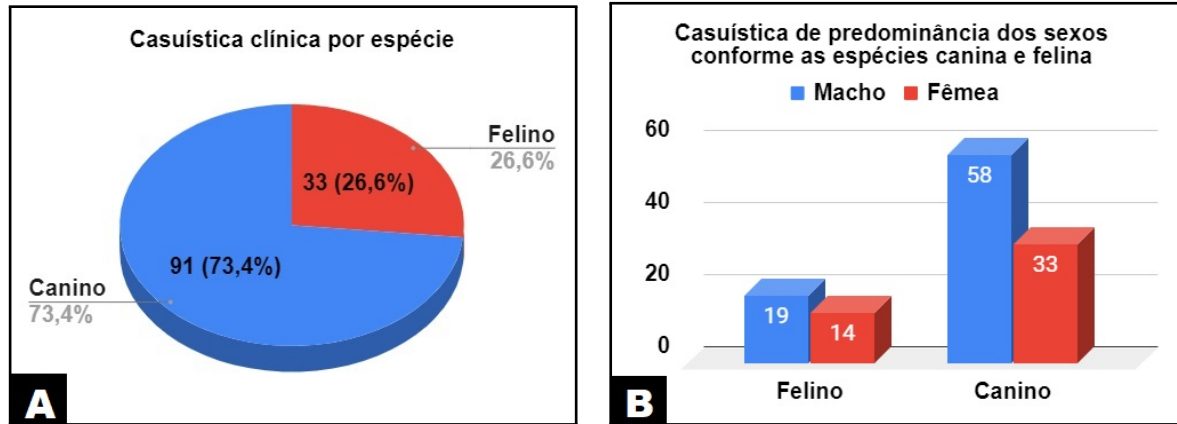 Casuística clínica por espécie
Felino
26,6%
33 (26,6%)
91 (73,4%)
Canino
73,4%
A
Casuística de predominância dos sexos
conforme as espécies canina e felina
Macho Fêmea
60
40
20
0
19
14
58
33
Felino Canino
B